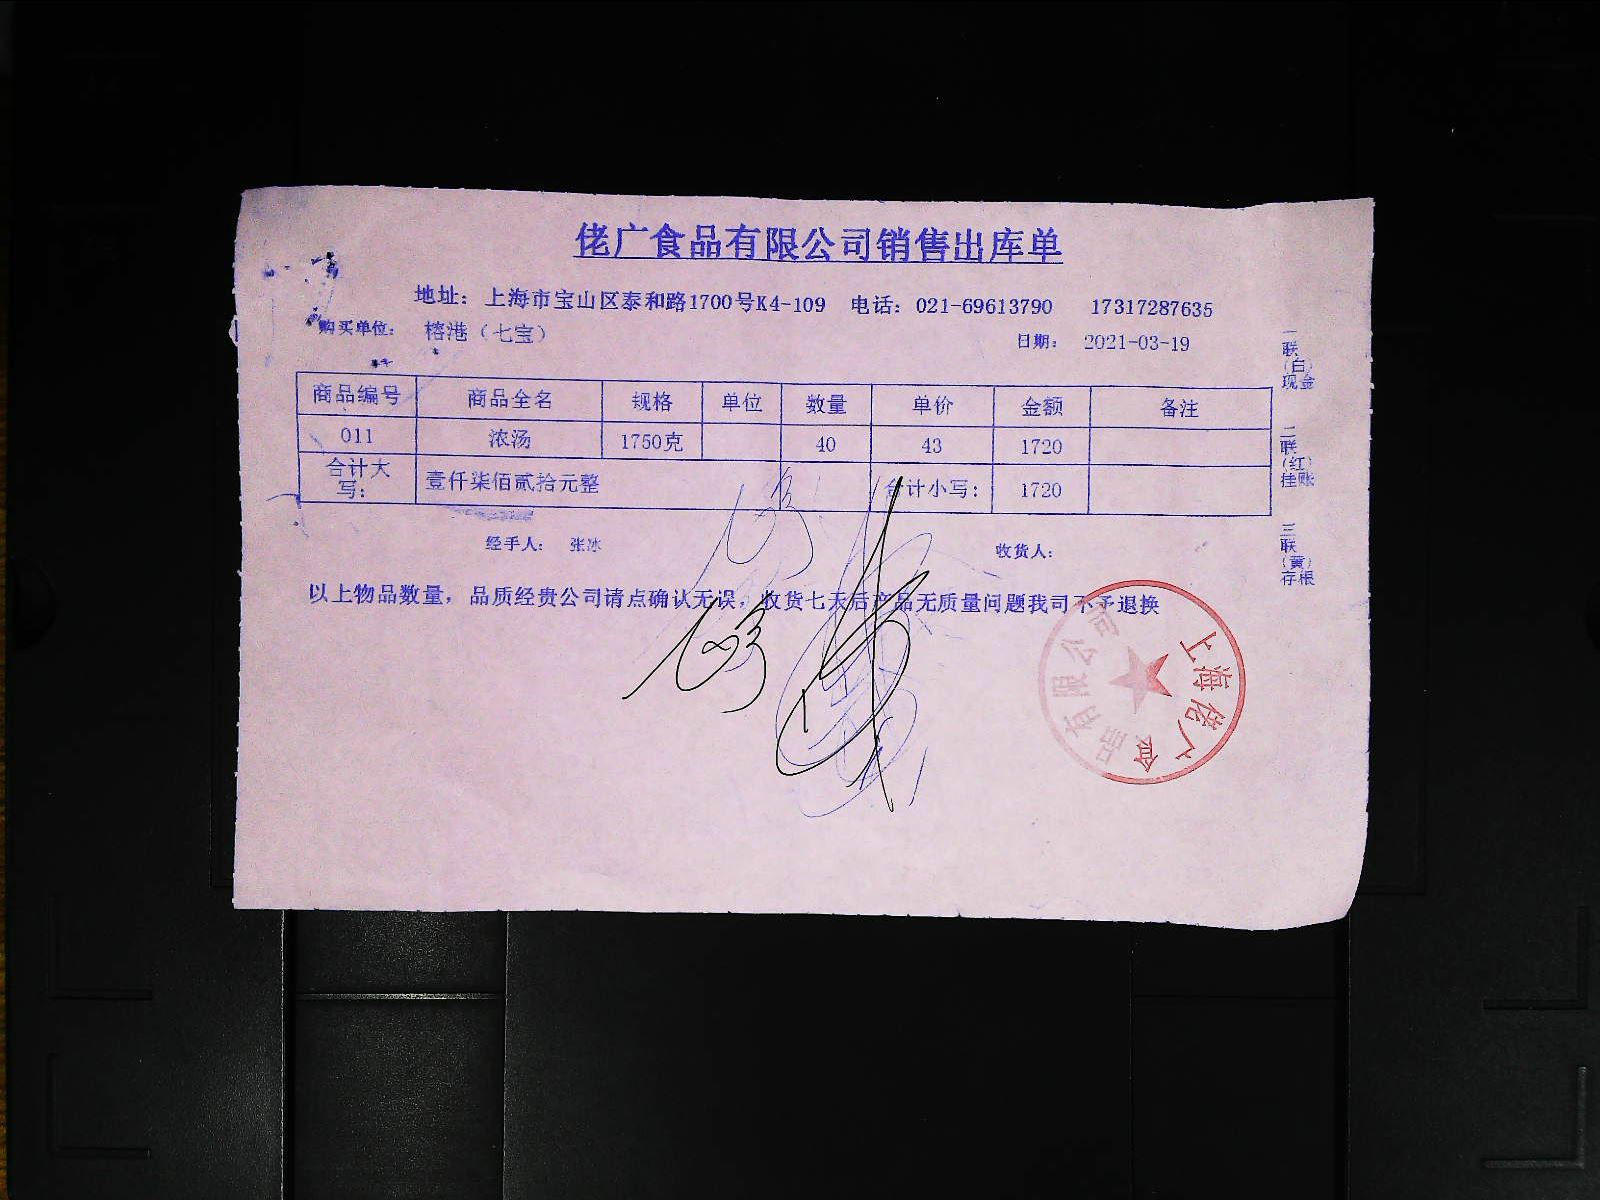 佬广食品有限公司销售出库单
地址：上海市宝山区泰和路1700号K4-109 电话：021-69613790 17317287635
购买单位： 榕港（七宝） 日期： 2021-03-19
商品编号 商品全名 规格 单位 数量 单价 金额 备注
011 浓汤 1750克 40 43 1720
合计大写： 壹仟柒佰贰拾元整 合计小写： 1720
经手人： 张冰 收货人：
以上物品数量，品质经贵公司请点确认无误，收货七天后产品无质量问题我司不予退换
一联（白）现金
二联（红）挂账
三联（黄）存根
上海佬广食品有限公司